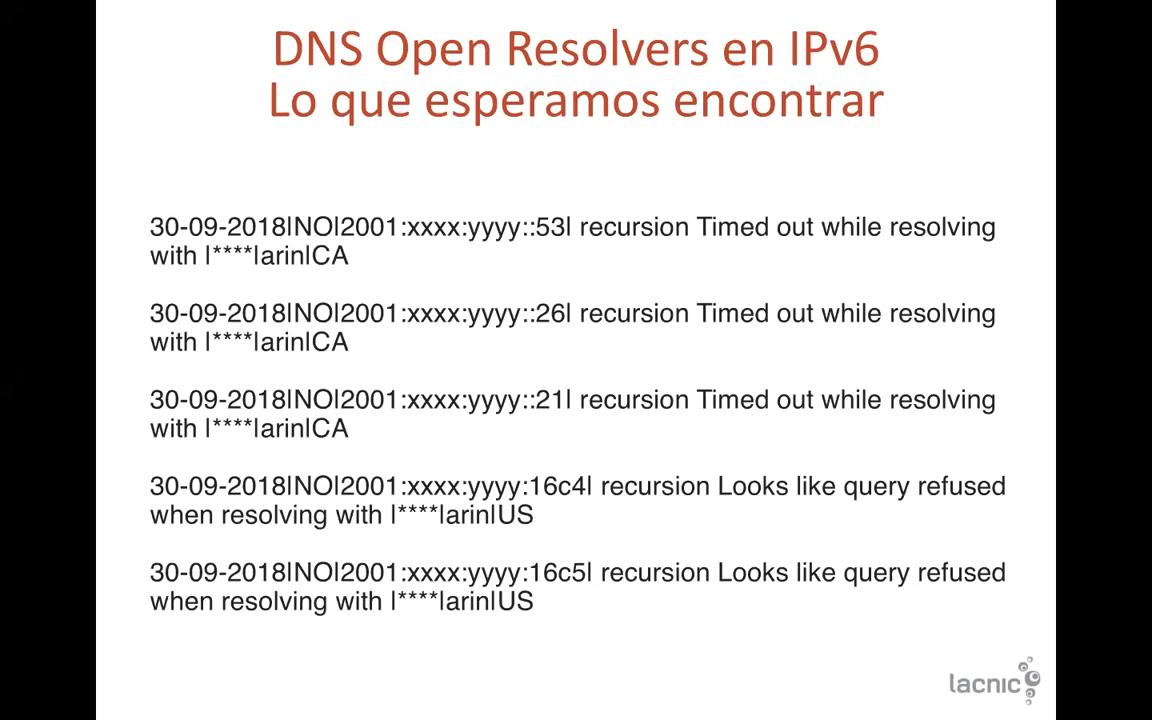 DNS Open Resolvers en IPv6
Lo que esperamos encontrar
30-09-2018|NO|2001:xxxx:yyyy::53| recursion Timed out while resolving
with |****|arin|CA
30-09-2018|NO|2001:xxxx:yyyy::26| recursion Timed out while resolving
with |****|arin|CA
30-09-2018|NO|2001:xxxx:yyyy::21| recursion Timed out while resolving
with |****|arin|CA
30-09-2018|NO|2001:xxxx:yyyy:16c4| recursion Looks like query refused
when resolving with |****|arin|US
30-09-2018|NO|2001:xxxx:yyyy:16c5| recursion Looks like query refused
when resolving with |****|arin|US
lacnic